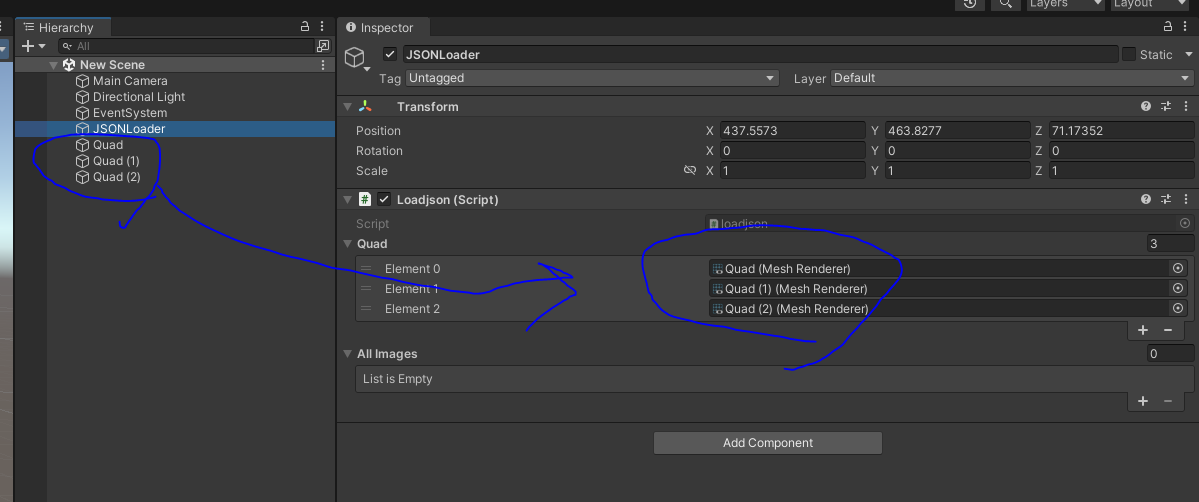 Layers
Layout
Hierarchy
All
New Scene
Main Camera
Directional Light
EventSystem
JSONLoader
Quad
Quad (1)
Quad (2)
Inspector
JSONLoader
Static
Tag Untagged
Layer Default
Transform
Position X 437.5573 Y 463.8277 Z 71.17352
Rotation X 0 Y 0 Z 0
Scale X 1 Y 1 Z 1
# Loadjson (Script)
Script loadjson
Quad 3
Element 0 Quad (Mesh Renderer)
Element 1 Quad (1) (Mesh Renderer)
Element 2 Quad (2) (Mesh Renderer)
All Images 0
List is Empty
Add Component